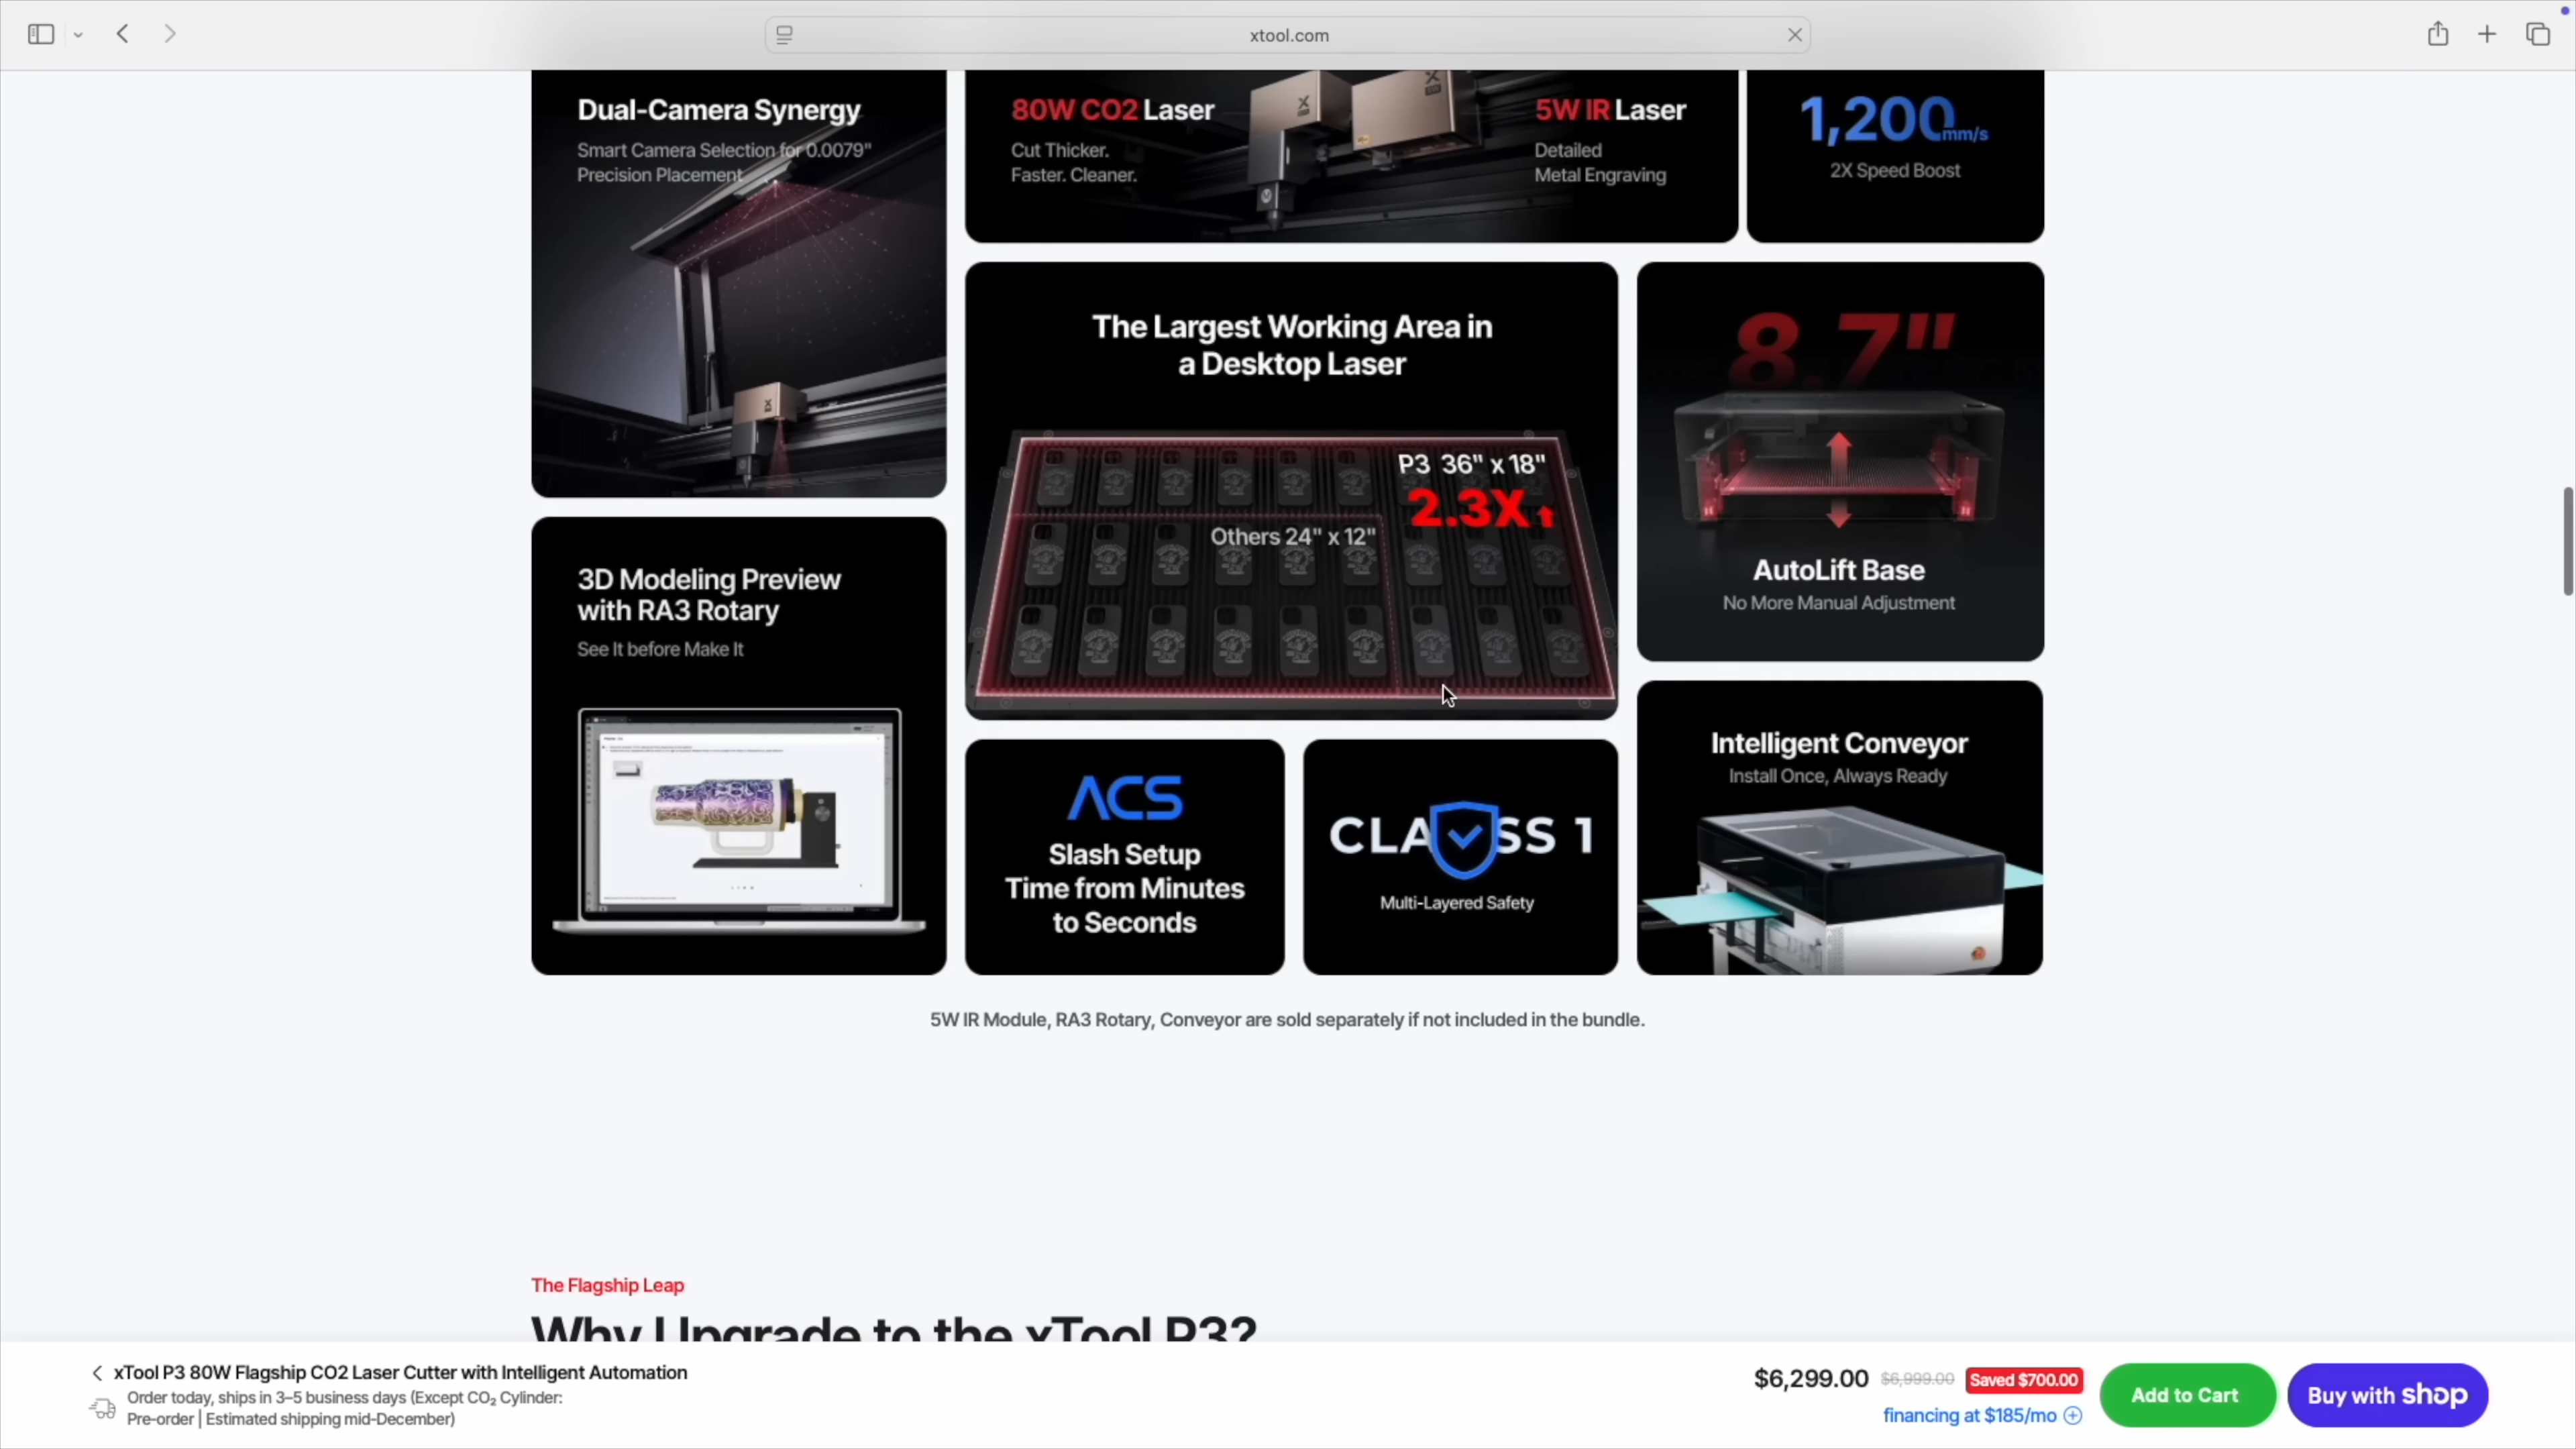 xtool.com
Dual-Camera Synergy
Smart Camera Selection for 0.0079"
Precision Placement
80W CO2 Laser
Cut Thicker.
Faster. Cleaner.
5W IR Laser
Detailed
Metal Engraving
1,200mm/s
2X Speed Boost
The Largest Working Area in
a Desktop Laser
P3 36" x 18"
2.3X
Others 24" x 12"
8.7"
AutoLift Base
No More Manual Adjustment
3D Modeling Preview
with RA3 Rotary
See It before Make It
ACS
Slash Setup
Time from Minutes
to Seconds
CLASS 1
Multi-Layered Safety
Intelligent Conveyor
Install Once, Always Ready
5W IR Module, RA3 Rotary, Conveyor are sold separately if not included in the bundle.
The Flagship Leap
Why Upgrade to the xTool P3?
xTool P3 80W Flagship CO2 Laser Cutter with Intelligent Automation
Order today, ships in 3–5 business days (Except CO₂ Cylinder:
Pre-order | Estimated shipping mid-December)
$6,299.00 $6,999.00 Saved $700.00
financing at $185/mo
Add to Cart
Buy with shop